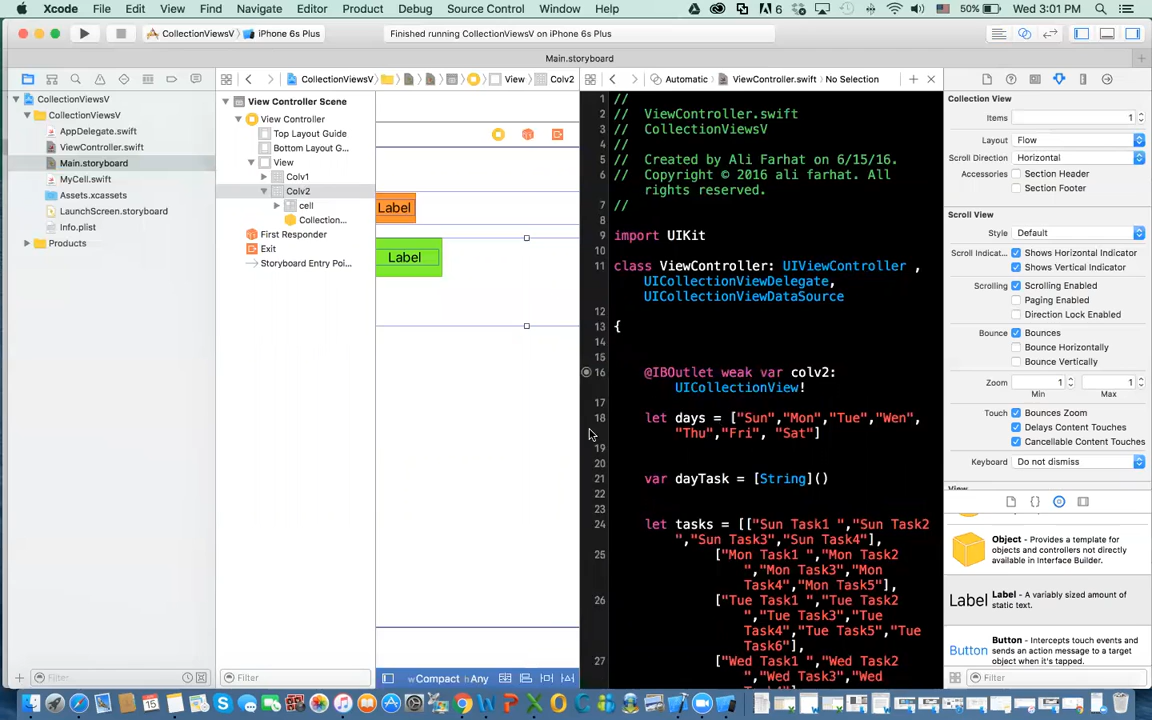 Xcode File Edit View Find Navigate Editor Product Debug Source Control Window Help 6 50% Wed 3:01 PM
CollectionViewsV iPhone 6s Plus Finished running CollectionViewsV on iPhone 6s Plus
Main.storyboard
CollectionViewsV View Colv2 Automatic ViewController.swift No Selection
CollectionViewsV
CollectionViewsV
AppDelegate.swift
ViewController.swift
Main.storyboard
MyCell.swift
Assets.xcassets
LaunchScreen.storyboard
Info.plist
Products
Filter
View Controller Scene
View Controller
Top Layout Guide
Bottom Layout G...
View
Colv1
Colv2
cell
Collection...
First Responder
Exit
Storyboard Entry Poi...
Filter
Label
Label
wCompact hAny
1 //
2 // ViewController.swift
3 // CollectionViewsV
4 //
5 // Created by Ali Farhat on 6/15/16.
6 // Copyright © 2016 ali farhat. All
rights reserved.
7 //
8
9 import UIKit
10
11 class ViewController: UIViewController ,
UICollectionViewDelegate,
UICollectionViewDataSource
12
13 {
14
15
16 @IBOutlet weak var colv2:
UICollectionView!
17
18 let days = ["Sun","Mon","Tue","Wen",
"Thu","Fri", "Sat"]
19
20
21 var dayTask = [String]()
22
23
24 let tasks = [["Sun Task1 ","Sun Task2
","Sun Task3","Sun Task4"],
25 ["Mon Task1 ","Mon Task2
","Mon Task3","Mon
Task4","Mon Task5"],
26 ["Tue Task1 ","Tue Task2
","Tue Task3","Tue
Task4","Tue Task5","Tue
Task6"],
27 ["Wed Task1 ","Wed Task2
","Wed Task3","Wed
Collection View
Items 1
Layout Flow
Scroll Direction Horizontal
Accessories Section Header
Section Footer
Scroll View
Style Default
Scroll Indicat... Shows Horizontal Indicator
Shows Vertical Indicator
Scrolling Scrolling Enabled
Paging Enabled
Direction Lock Enabled
Bounce Bounces
Bounce Horizontally
Bounce Vertically
Zoom 1 1
Min Max
Touch Bounces Zoom
Delays Content Touches
Cancellable Content Touches
Keyboard Do not dismiss
Object - Provides a template for
objects and controllers not directly
available in Interface Builder.
Label Label - A variably sized amount of
static text.
Button Button - Intercepts touch events and
sends an action message to a target
object when it's tapped.
Filter